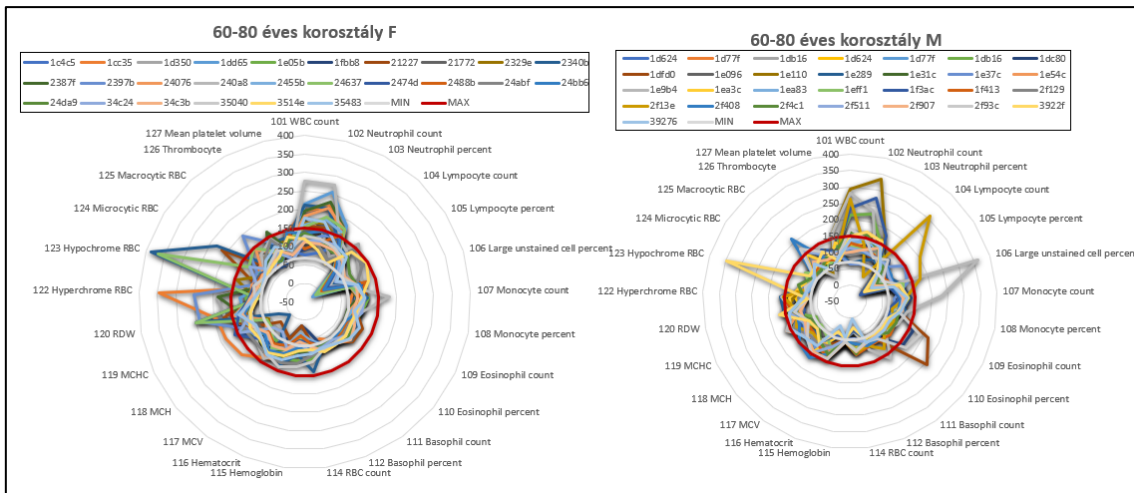 60-80 éves korosztály F
1c4c5 1cc35 1d350 1dd65 1e05b 1fbb8 21227 21772 2329e 2340b
2387f 2397b 24076 240a8 2455b 24637 2474d 2488b 24abf 24bb6
24da9 34c24 34c3b 35040 3514e 35483 MIN MAX
101 WBC count
102 Neutrophil count
103 Neutrophil percent
104 Lympocyte count
105 Lympocyte percent
106 Large unstained cell percent
107 Monocyte count
108 Monocyte percent
109 Eosinophil count
110 Eosinophil percent
111 Basophil count
112 Basophil percent
114 RBC count
115 Hemoglobin
116 Hematocrit
117 MCV
118 MCH
119 MCHC
120 RDW
122 Hyperchrome RBC
123 Hypochrome RBC
124 Microcytic RBC
125 Macrocytic RBC
126 Thrombocyte
127 Mean platelet volume
400
350
300
250
200
150
100
50
0
-50
60-80 éves korosztály M
1d624 1d77f 1db16 1d624 1d77f 1db16 1dc80
1dfd0 1e096 1e110 1e289 1e31c 1e37c 1e54c
1e9b4 1ea3c 1ea83 1eff1 1f3ac 1f413 2f129
2f13e 2f408 2f4c1 2f511 2f907 2f93c 3922f
39276 MIN MAX
101 WBC count
102 Neutrophil count
103 Neutrophil percent
104 Lympocyte count
105 Lympocyte percent
106 Large unstained cell percent
107 Monocyte count
108 Monocyte percent
109 Eosinophil count
110 Eosinophil percent
111 Basophil count
112 Basophil percent
114 RBC count
115 Hemoglobin
116 Hematocrit
117 MCV
118 MCH
119 MCHC
120 RDW
122 Hyperchrome RBC
123 Hypochrome RBC
124 Microcytic RBC
125 Macrocytic RBC
126 Thrombocyte
127 Mean platelet volume
400
350
300
250
200
150
100
50
0
-50